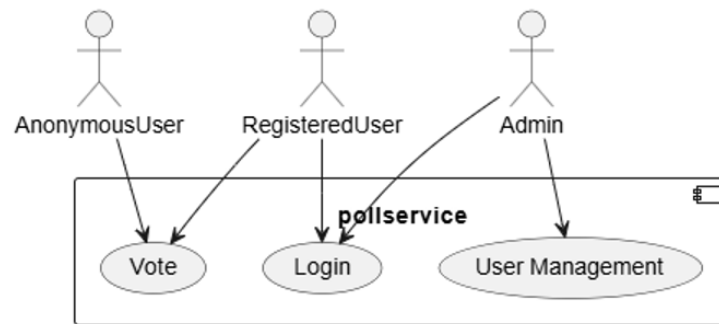 AnonymousUser
RegisteredUser
Admin
pollservice
Vote
Login
User Management